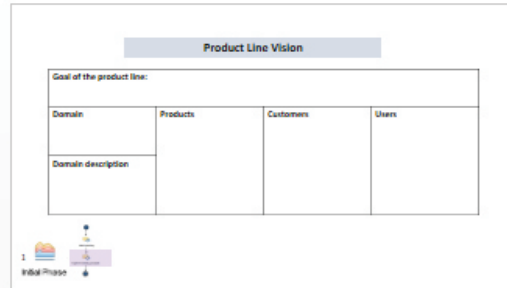 Product Line Vision
Goal of the product line:
Domain
Products
Customers
Users
Domain description
1
Initial Phase